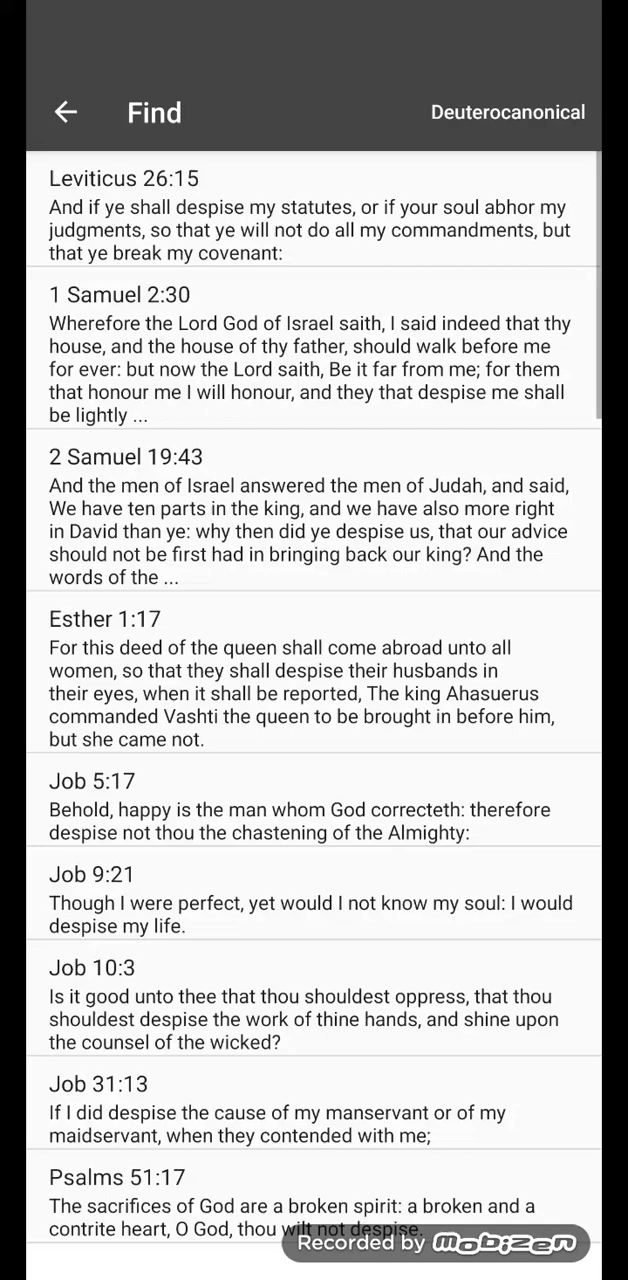 Find
Deuterocanonical
Leviticus 26:15
And if ye shall despise my statutes, or if your soul abhor my
judgments, so that ye will not do all my commandments, but
that ye break my covenant:
1 Samuel 2:30
Wherefore the Lord God of Israel saith, I said indeed that thy
house, and the house of thy father, should walk before me
for ever: but now the Lord saith, Be it far from me; for them
that honour me I will honour, and they that despise me shall
be lightly ...
2 Samuel 19:43
And the men of Israel answered the men of Judah, and said,
We have ten parts in the king, and we have also more right
in David than ye: why then did ye despise us, that our advice
should not be first had in bringing back our king? And the
words of the ...
Esther 1:17
For this deed of the queen shall come abroad unto all
women, so that they shall despise their husbands in
their eyes, when it shall be reported, The king Ahasuerus
commanded Vashti the queen to be brought in before him,
but she came not.
Job 5:17
Behold, happy is the man whom God correcteth: therefore
despise not thou the chastening of the Almighty:
Job 9:21
Though I were perfect, yet would I not know my soul: I would
despise my life.
Job 10:3
Is it good unto thee that thou shouldest oppress, that thou
shouldest despise the work of thine hands, and shine upon
the counsel of the wicked?
Job 31:13
If I did despise the cause of my manservant or of my
maidservant, when they contended with me;
Psalms 51:17
The sacrifices of God are a broken spirit: a broken and a
contrite heart, O God, thou wilt not despise.
Recorded by mobizen